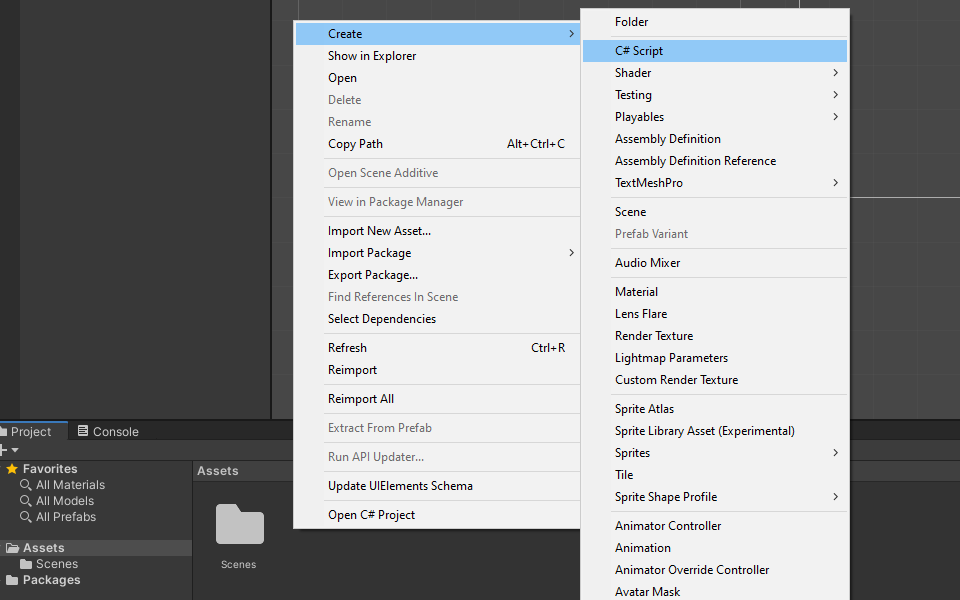 Create
Show in Explorer
Open
Delete
Rename
Copy Path Alt+Ctrl+C
Open Scene Additive
View in Package Manager
Import New Asset...
Import Package
Export Package...
Find References In Scene
Select Dependencies
Refresh Ctrl+R
Reimport
Reimport All
Extract From Prefab
Run API Updater...
Update UIElements Schema
Open C# Project
Folder
C# Script
Shader
Testing
Playables
Assembly Definition
Assembly Definition Reference
TextMeshPro
Scene
Prefab Variant
Audio Mixer
Material
Lens Flare
Render Texture
Lightmap Parameters
Custom Render Texture
Sprite Atlas
Sprite Library Asset (Experimental)
Sprites
Tile
Sprite Shape Profile
Animator Controller
Animation
Animator Override Controller
Avatar Mask
Project
Console
Favorites
All Materials
All Models
All Prefabs
Assets
Scenes
Packages
Assets
Scenes